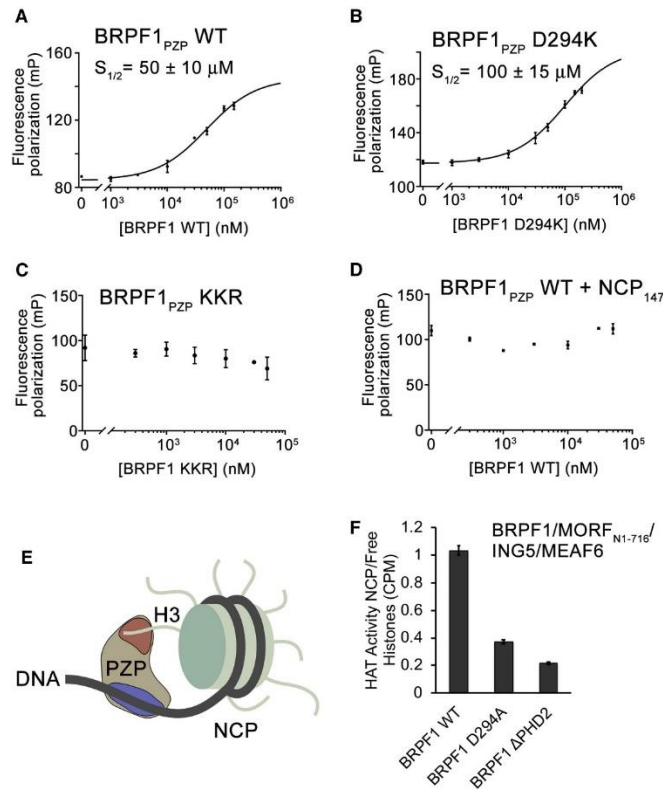 A
BRPF1PZP WT
S1/2 = 50 ± 10 μM
Fluorescence
polarization (mP)
160
120
80
0
10³
10⁴
10⁵
10⁶
[BRPF1 WT] (nM)
B
BRPF1PZP D294K
S1/2 = 100 ± 15 μM
Fluorescence
polarization (mP)
180
160
140
120
100
0
10³
10⁴
10⁵
10⁶
[BRPF1 D294K] (nM)
C
BRPF1PZP KKR
Fluorescence
polarization (mP)
150
100
50
0
0
10³
10⁴
10⁵
[BRPF1 KKR] (nM)
D
BRPF1PZP WT + NCP147
Fluorescence
polarization (mP)
150
100
50
0
0
10³
10⁴
10⁵
[BRPF1 WT] (nM)
E
H3
PZP
DNA
NCP
F
BRPF1/MORFN1-716/
ING5/MEAF6
HAT Activity NCP/Free
Histones (CPM)
1.2
1
0.8
0.6
0.4
0.2
0
BRPF1 WT
BRPF1 D294A
BRPF1 ΔPHD2